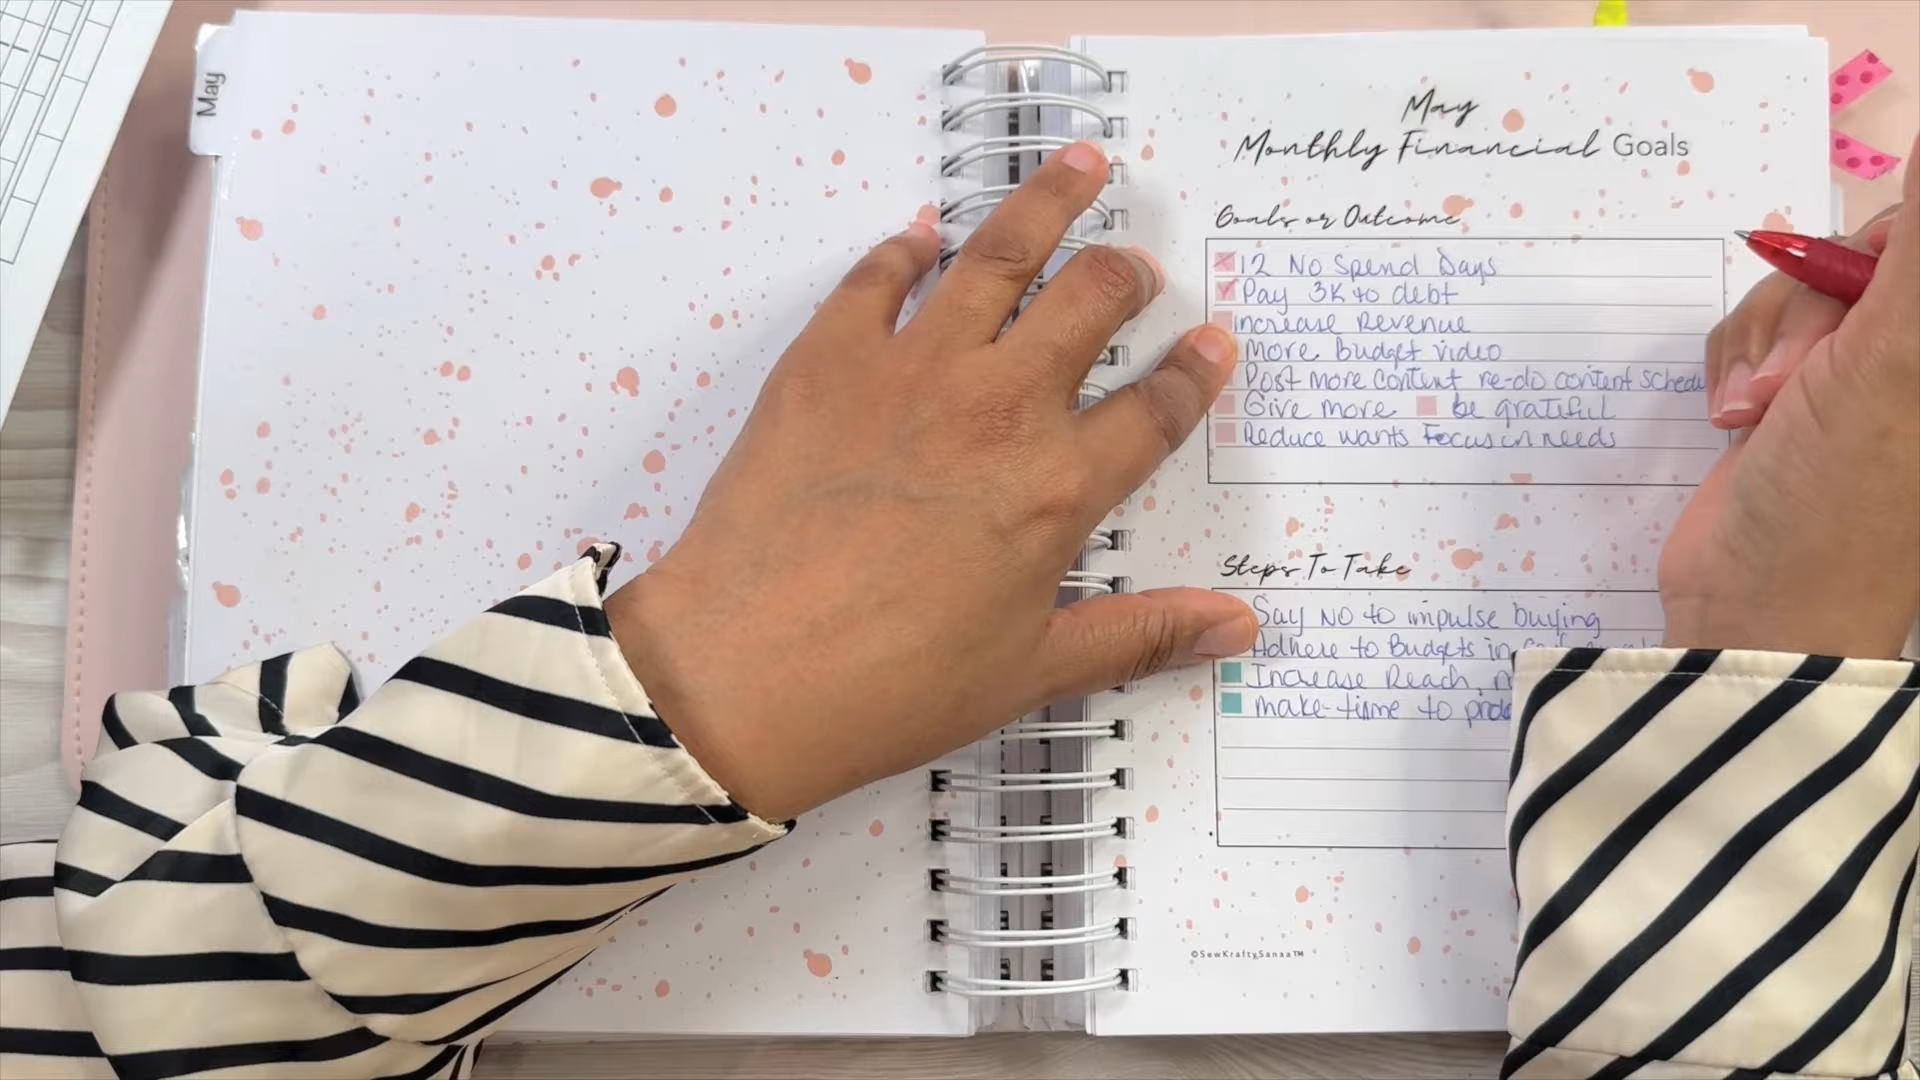 May
May
Monthly Financial Goals
Goals or Outcome
12 No Spend Days
Pay 3K to debt
Increase Revenue
More Budget video
Post more content re-do content Schedu
Give more be grateful
Reduce wants Focus on needs
Steps To Take
Say NO to impulse buying
Adhere to Budgets in
Increase Reach,
make time to
©SewKraftySanaa™